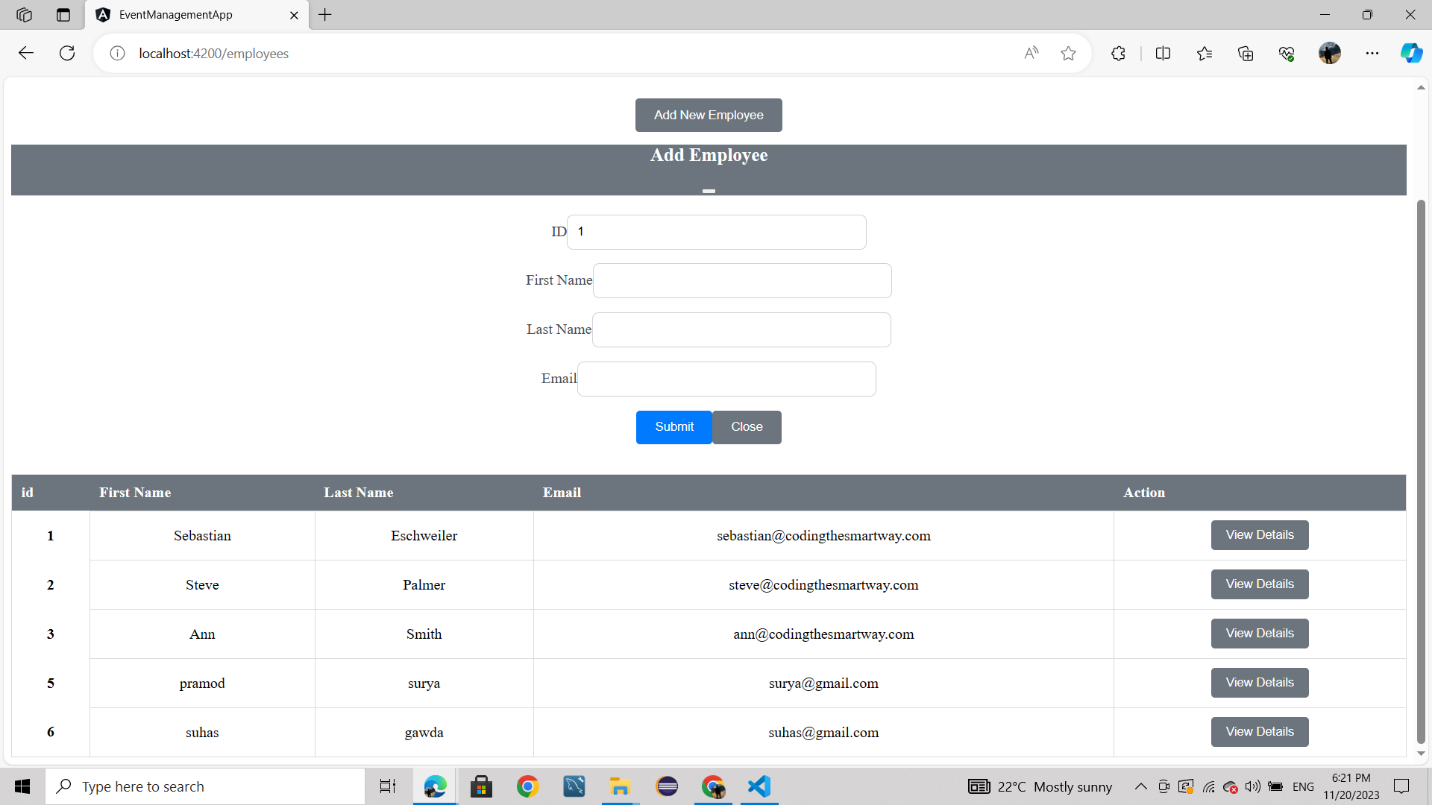 EventManagementApp
localhost:4200/employees
Add New Employee
Add Employee
ID 1
First Name
Last Name
Email
Submit Close
id First Name Last Name Email Action
1 Sebastian Eschweiler sebastian@codingthesmartway.com View Details
2 Steve Palmer steve@codingthesmartway.com View Details
3 Ann Smith ann@codingthesmartway.com View Details
5 pramod surya surya@gmail.com View Details
6 suhas gawda suhas@gmail.com View Details
Type here to search
22°C Mostly sunny
ENG
6:21 PM
11/20/2023